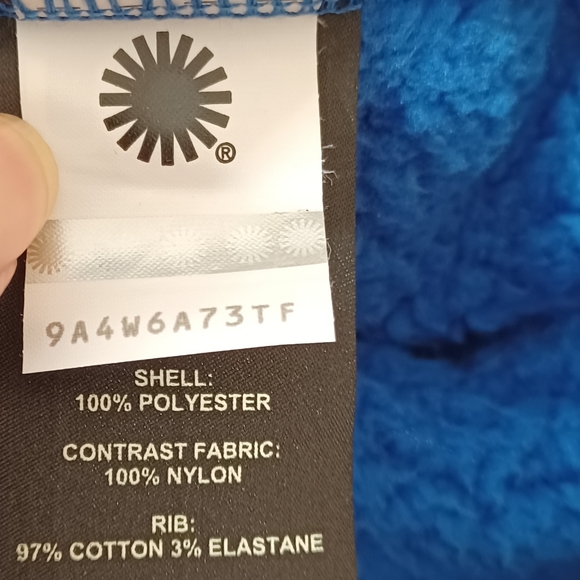 ®
9A4W6A73TF
SHELL:
100% POLYESTER
CONTRAST FABRIC:
100% NYLON
RIB:
97% COTTON 3% ELASTANE